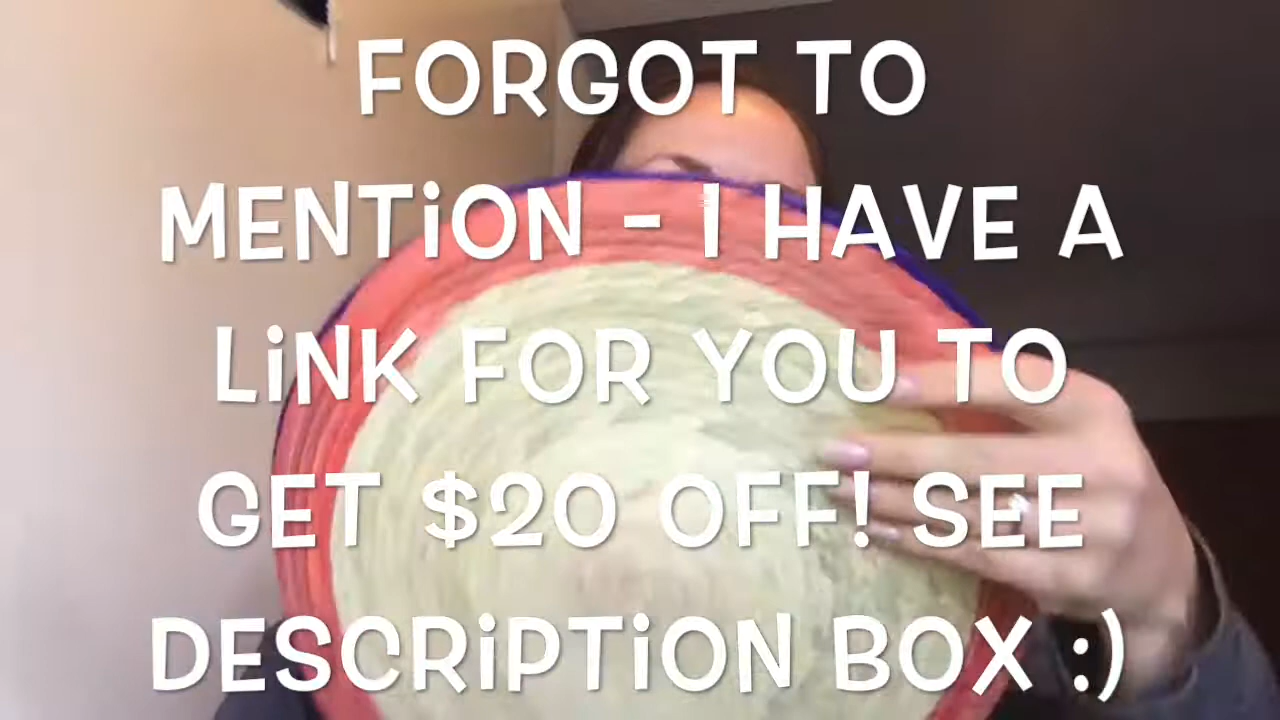 FORGOT TO
MENTION - I HAVE A
LINK FOR YOU TO
GET $20 OFF! SEE
DESCRIPTION BOX :)